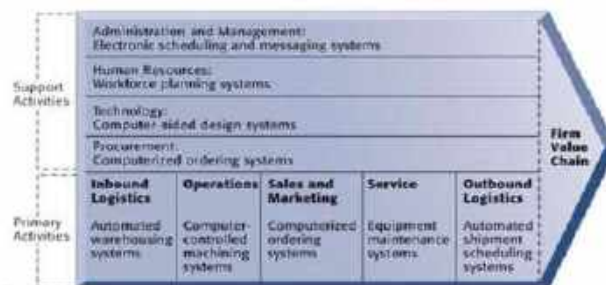 Support
Activities
Administration and Management:
Electronic scheduling and messaging systems
Human Resources:
Workforce planning systems
Technology:
Computer-aided design systems
Procurement:
Computerized ordering systems
Firm
Value
Chain
Primary
Activities
Inbound
Logistics
Automated
warehousing
systems
Operations
Computer-
controlled
machining
systems
Sales and
Marketing
Computerized
ordering
systems
Service
Equipment
maintenance
systems
Outbound
Logistics
Automated
shipment
scheduling
systems